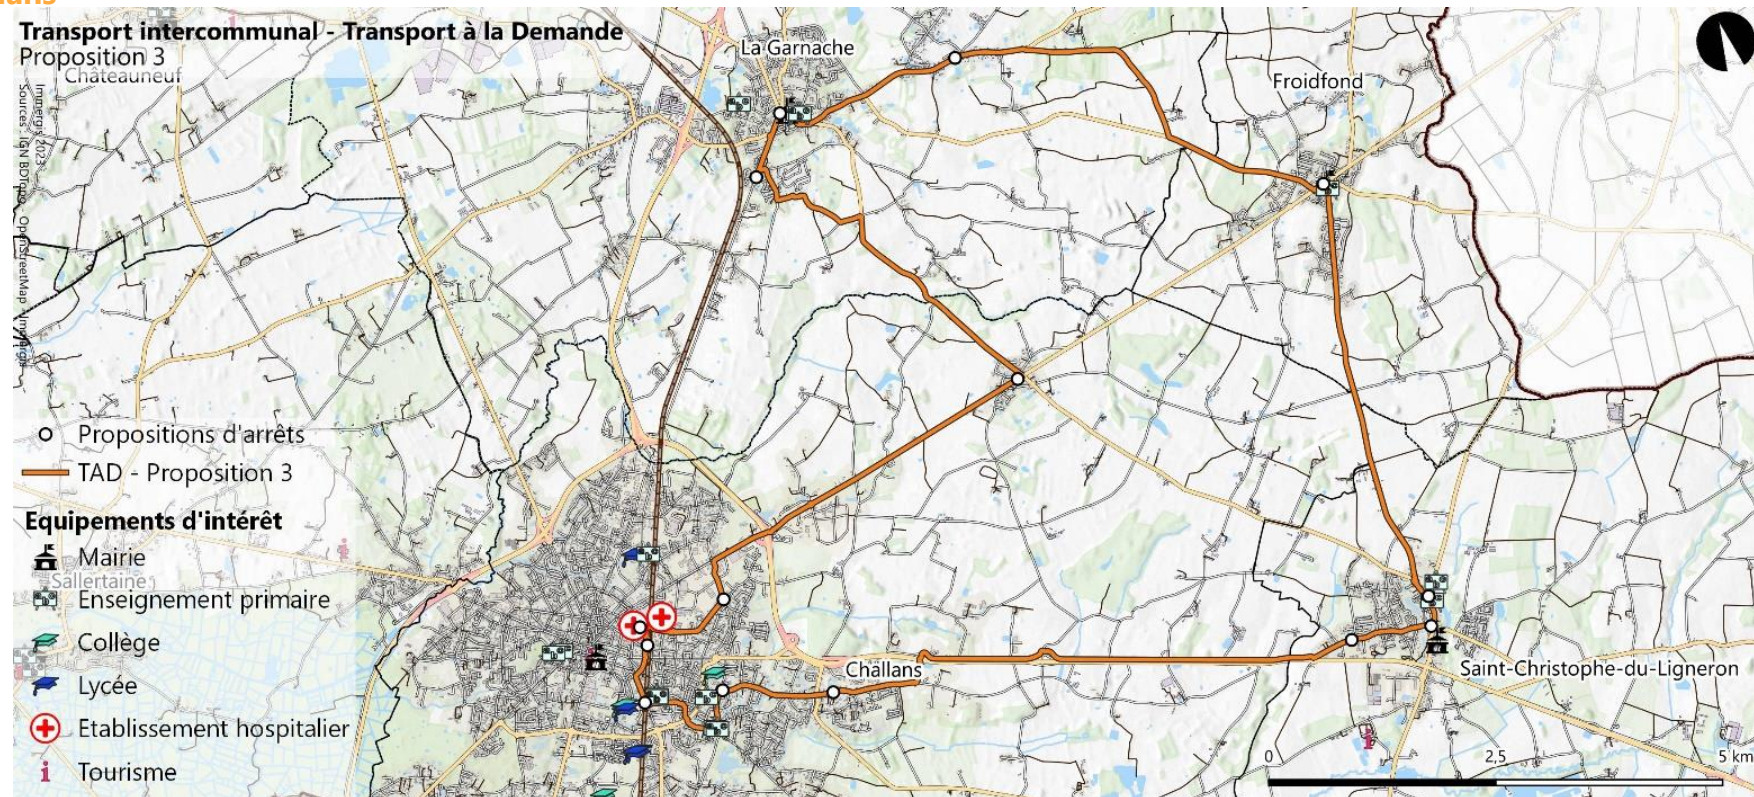 Transport intercommunal - Transport à la Demande
Proposition 3
Châteauneuf
La Garnache
Froidfond
Immergis 2023
Sources : IGN BDTopo, OpenStreetMap, Immergis
Propositions d'arrêts
TAD - Proposition 3
Equipements d'intérêt
Mairie
Sallertaine
Enseignement primaire
Collège
Lycée
Etablissement hospitalier
Tourisme
Challans
Saint-Christophe-du-Ligneron
0 2,5 5 km